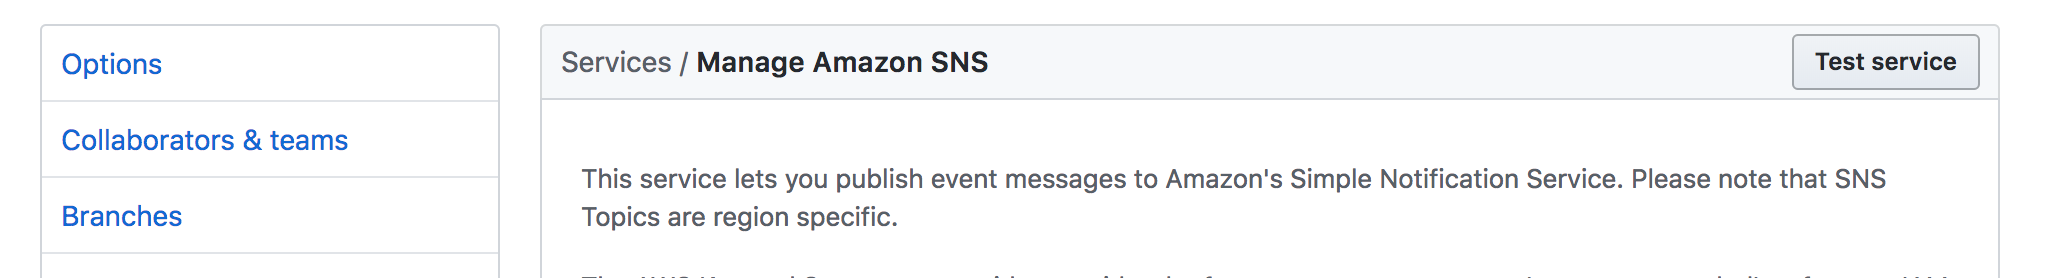 Options
Collaborators & teams
Branches
Services / Manage Amazon SNS
Test service
This service lets you publish event messages to Amazon's Simple Notification Service. Please note that SNS
Topics are region specific.